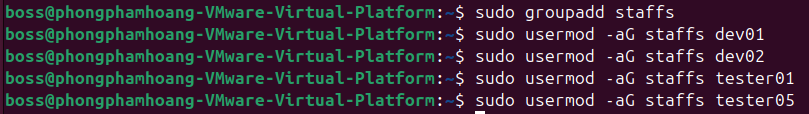 boss@phongphamhoang-VMware-Virtual-Platform:~$ sudo groupadd staffs
boss@phongphamhoang-VMware-Virtual-Platform:~$ sudo usermod -aG staffs dev01
boss@phongphamhoang-VMware-Virtual-Platform:~$ sudo usermod -aG staffs dev02
boss@phongphamhoang-VMware-Virtual-Platform:~$ sudo usermod -aG staffs tester01
boss@phongphamhoang-VMware-Virtual-Platform:~$ sudo usermod -aG staffs tester05